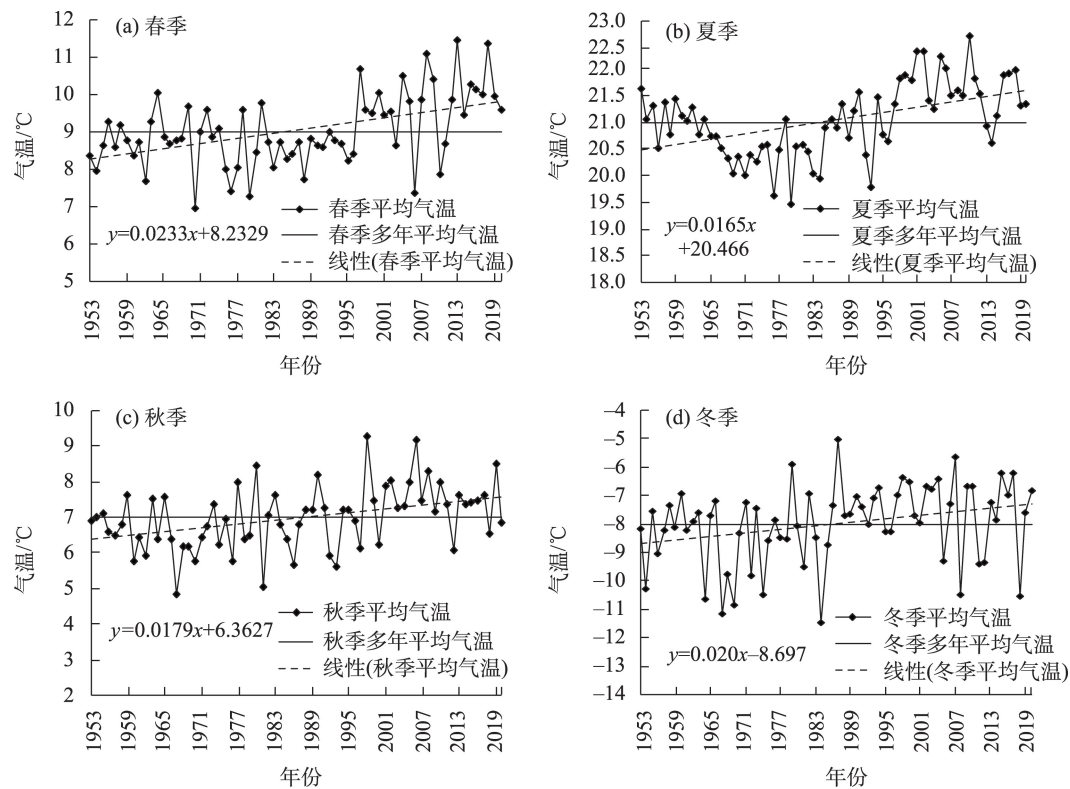 (a) 春季
气温/℃
12
11
10
9
8
7
6
5
y=0.0233x+8.2329
春季平均气温
春季多年平均气温
线性(春季平均气温)
1953 1959 1965 1971 1977 1983 1989 1995 2001 2007 2013 2019
年份
(b) 夏季
气温/℃
23.0
22.5
22.0
21.5
21.0
20.5
20.0
19.5
19.0
18.5
18.0
y=0.0165x
+20.466
夏季平均气温
夏季多年平均气温
线性(夏季平均气温)
1953 1959 1965 1971 1977 1983 1989 1995 2001 2007 2013 2019
年份
(c) 秋季
气温/℃
10
9
8
7
6
5
4
3
2
y=0.0179x+6.3627
秋季平均气温
秋季多年平均气温
线性(秋季平均气温)
1953 1959 1965 1971 1977 1983 1989 1995 2001 2007 2013 2019
年份
(d) 冬季
气温/℃
–4
–5
–6
–7
–8
–9
–10
–11
–12
–13
–14
y=0.020x–8.697
冬季平均气温
冬季多年平均气温
线性(冬季平均气温)
1953 1959 1965 1971 1977 1983 1989 1995 2001 2007 2013 2019
年份